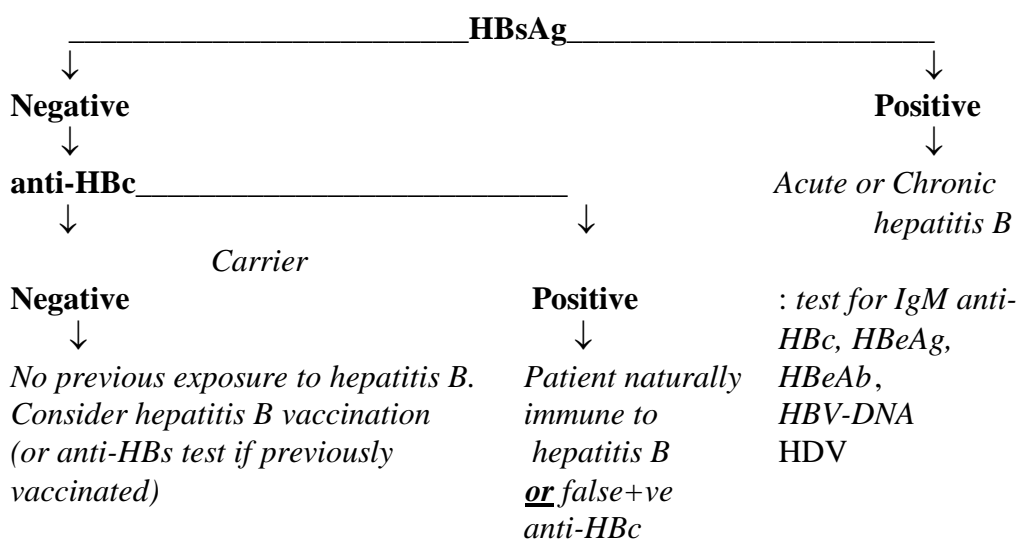 HBsAg
Negative Positive
anti-HBc Acute or Chronic
hepatitis B
Carrier
Negative Positive : test for IgM anti-
HBc, HBeAg,
No previous exposure to hepatitis B. Patient naturally HBeAb,
Consider hepatitis B vaccination immune to HBV-DNA
(or anti-HBs test if previously hepatitis B HDV
vaccinated) or false+ve
anti-HBc